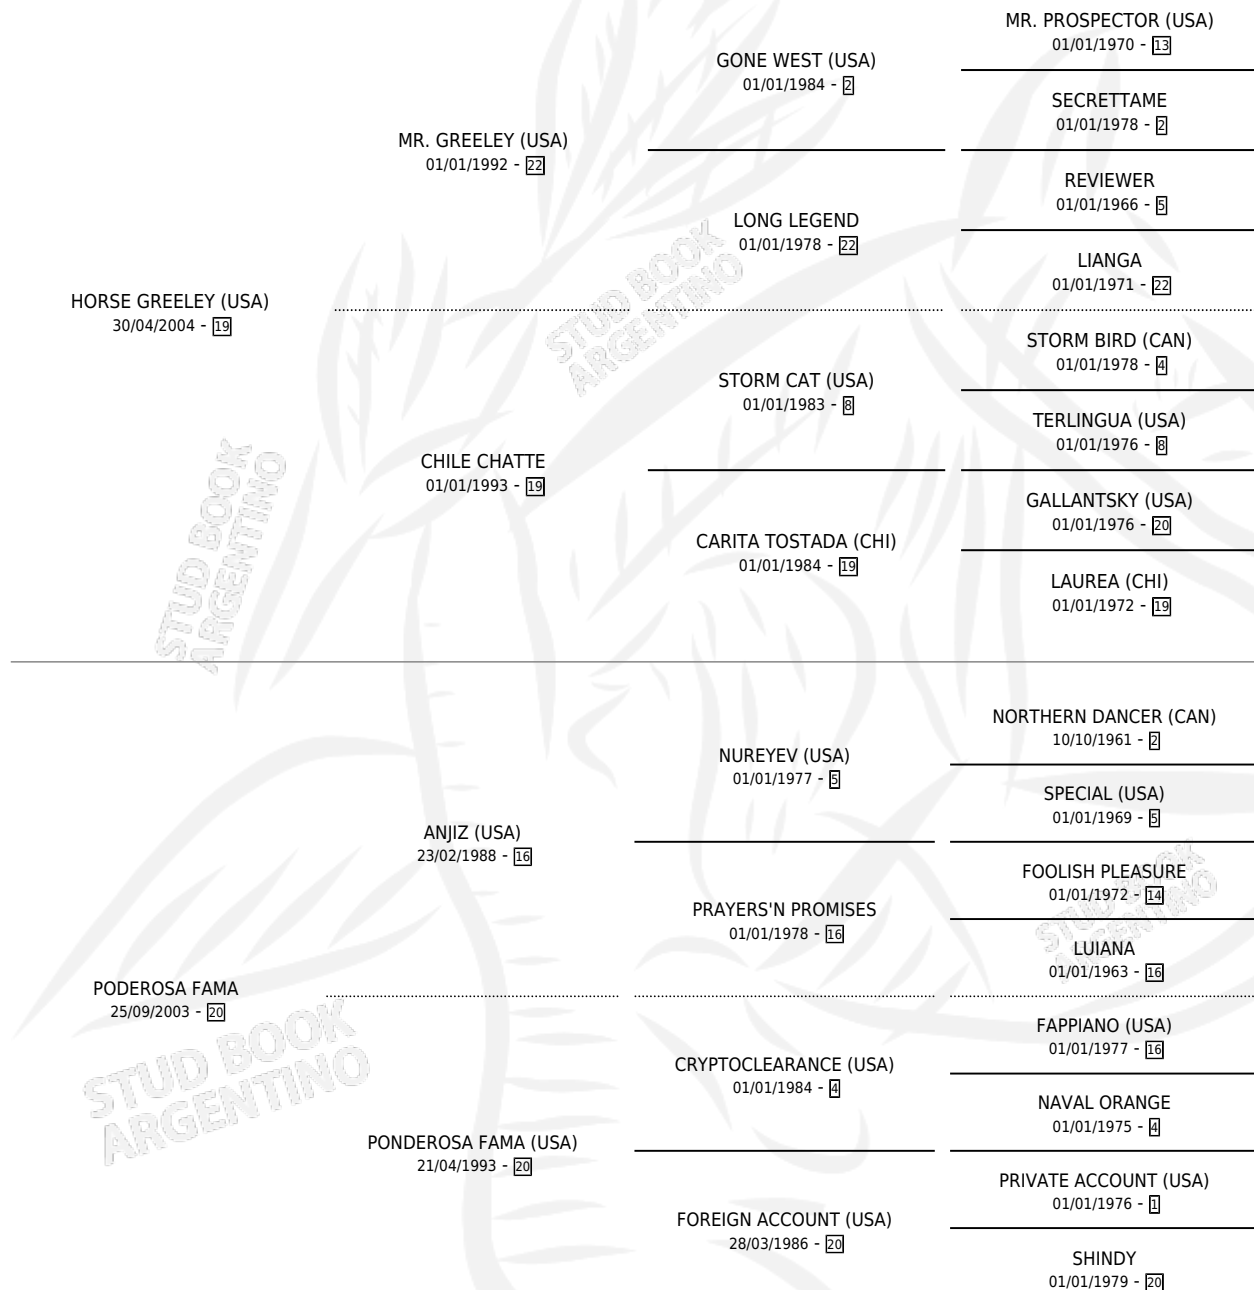 MR. PROSPECTOR (USA)
01/01/1970 - 13
GONE WEST (USA)
01/01/1984 - 2
SECRETTAME
01/01/1978 - 2
MR. GREELEY (USA)
01/01/1992 - 22
REVIEWER
01/01/1966 - 5
LONG LEGEND
01/01/1978 - 22
LIANGA
01/01/1971 - 22
HORSE GREELEY (USA)
30/04/2004 - 19
STUD BOOK
ARGENTINO
STORM BIRD (CAN)
01/01/1978 - 4
STORM CAT (USA)
01/01/1983 - 8
TERLINGUA (USA)
01/01/1976 - 8
CHILE CHATTE
01/01/1993 - 19
GALLANTSKY (USA)
01/01/1976 - 20
CARITA TOSTADA (CHI)
01/01/1984 - 19
LAUREA (CHI)
01/01/1972 - 19
STUD BOOK
ARGENTINO
NORTHERN DANCER (CAN)
10/10/1961 - 2
NUREYEV (USA)
01/01/1977 - 5
SPECIAL (USA)
01/01/1969 - 5
ANJIZ (USA)
23/02/1988 - 16
FOOLISH PLEASURE
01/01/1972 - 14
PRAYERS'N PROMISES
01/01/1978 - 16
STUD BOOK
ARGENTINO
LUIANA
01/01/1963 - 16
PODEROSA FAMA
25/09/2003 - 20
STUD BOOK
ARGENTINO
FAPPIANO (USA)
01/01/1977 - 16
CRYPTOCLEARANCE (USA)
01/01/1984 - 4
NAVAL ORANGE
01/01/1975 - 4
PONDEROSA FAMA (USA)
21/04/1993 - 20
PRIVATE ACCOUNT (USA)
01/01/1976 - 1
FOREIGN ACCOUNT (USA)
28/03/1986 - 20
SHINDY
01/01/1979 - 20